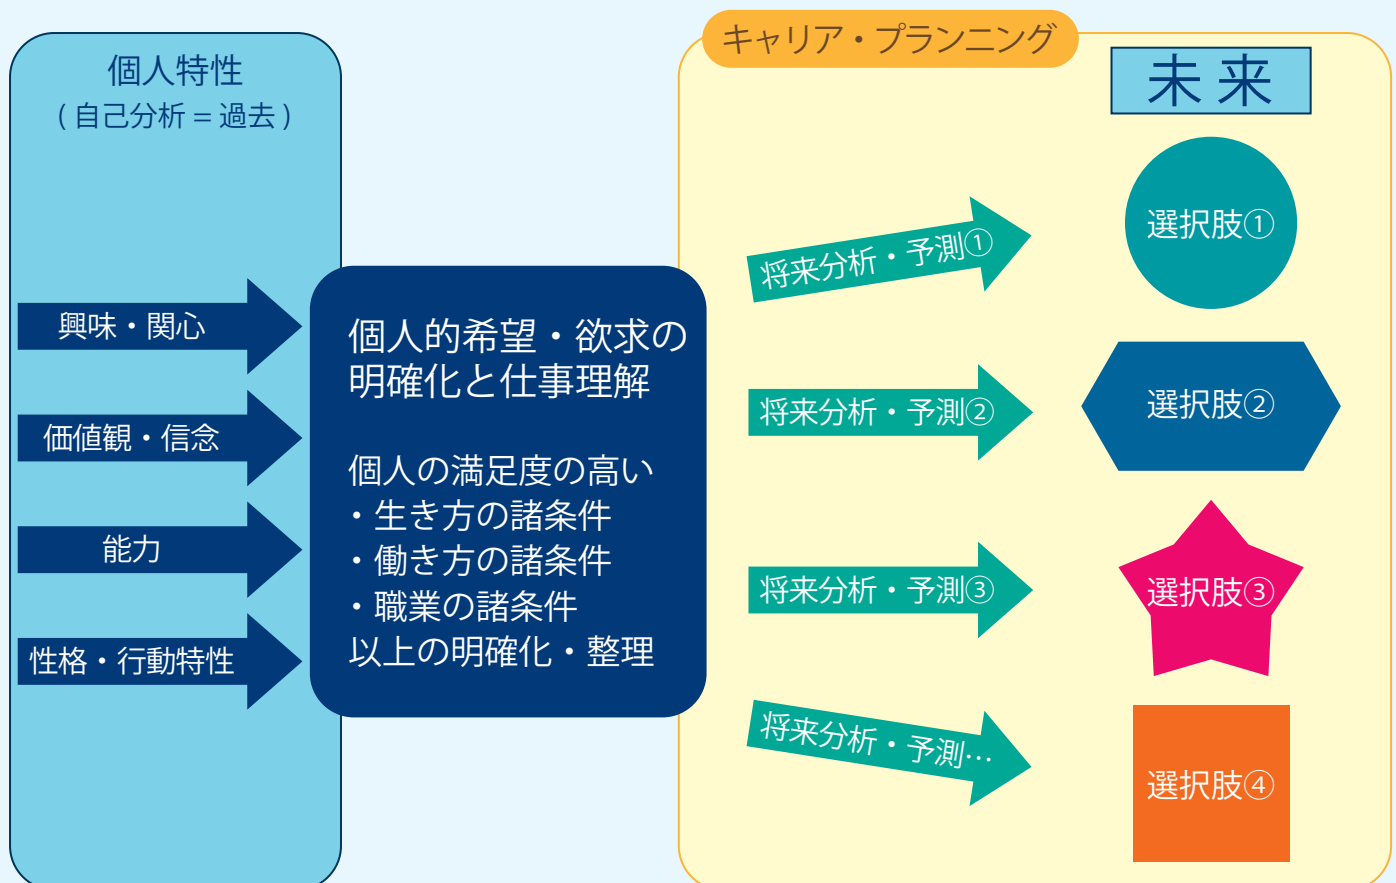 個人特性
( 自己分析 = 過去 )
興味・関心
価値観・信念
能力
性格・行動特性
個人的希望・欲求の
明確化と仕事理解
個人の満足度の高い
・生き方の諸条件
・働き方の諸条件
・職業の諸条件
以上の明確化・整理
キャリア・プランニング
未 来
将来分析・予測①
選択肢①
将来分析・予測②
選択肢②
将来分析・予測③
選択肢③
将来分析・予測…
選択肢④